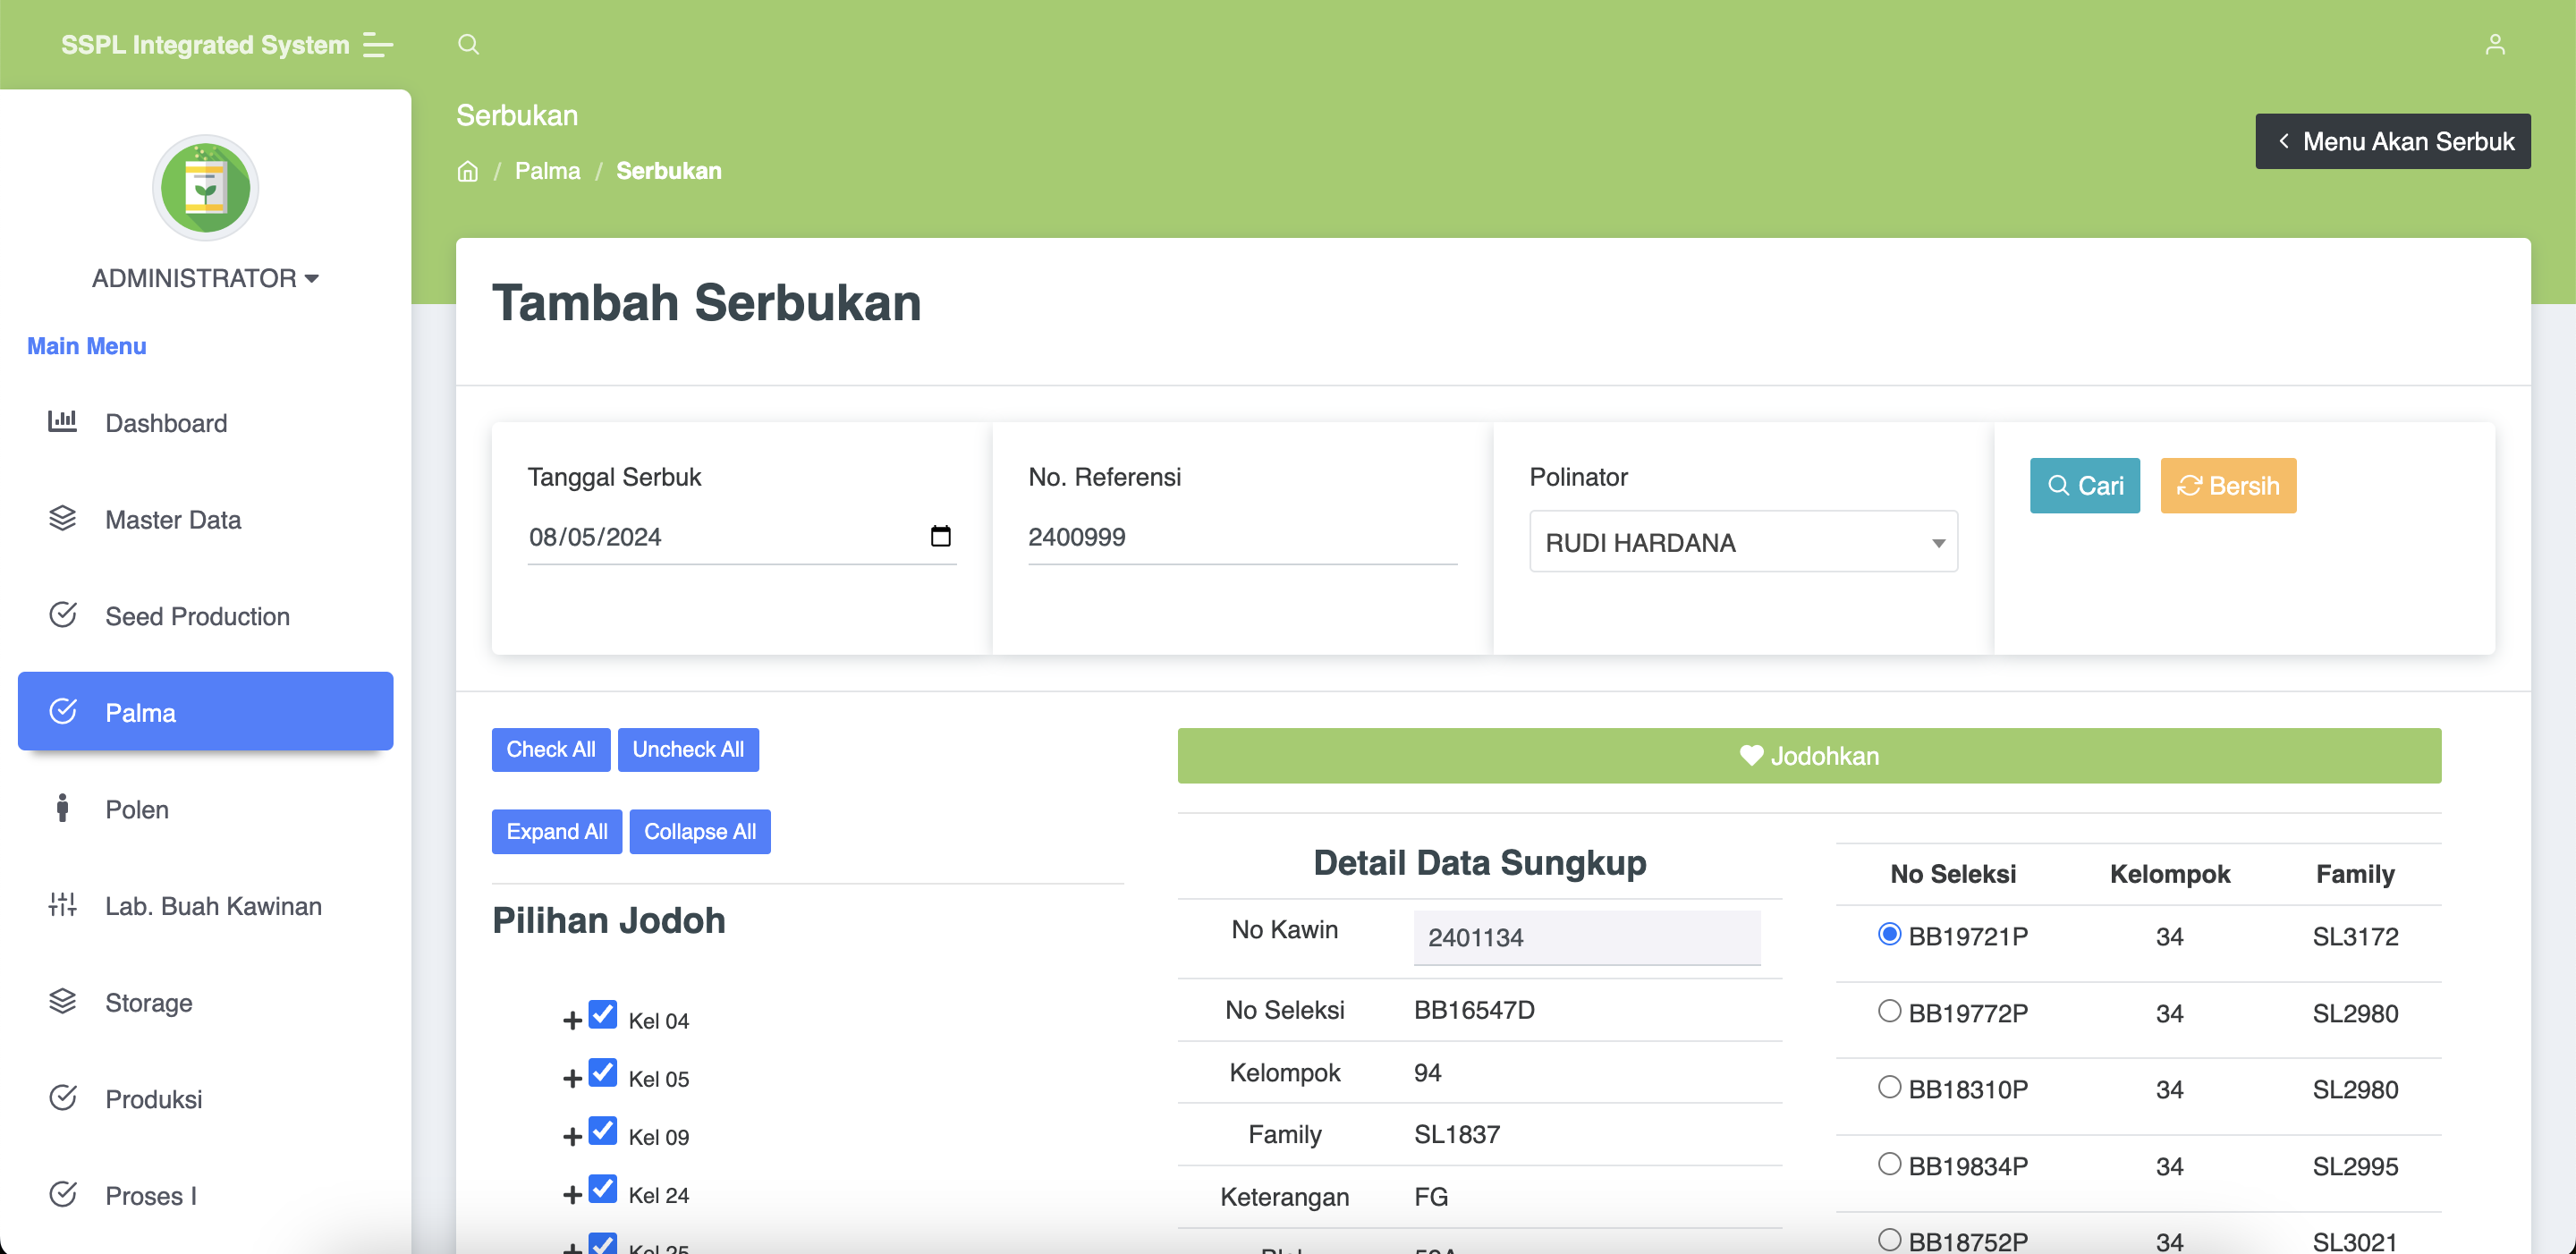 SSPL Integrated System
ADMINISTRATOR
Main Menu
Dashboard
Master Data
Seed Production
Palma
Polen
Lab. Buah Kawinan
Storage
Produksi
Proses I
Serbukan
/ Palma / Serbukan
Menu Akan Serbuk
Tambah Serbukan
Tanggal Serbuk
08/05/2024
No. Referensi
2400999
Polinator
RUDI HARDANA
Cari
Bersih
Check All
Uncheck All
Expand All
Collapse All
Pilihan Jodoh
Kel 04
Kel 05
Kel 09
Kel 24
Kel 25
Jodohkan
Detail Data Sungkup
No Kawin 2401134
No Seleksi BB16547D
Kelompok 94
Family SL1837
Keterangan FG
No Seleksi Kelompok Family
BB19721P 34 SL3172
BB19772P 34 SL2980
BB18310P 34 SL2980
BB19834P 34 SL2995
BB18752P 34 SL3021